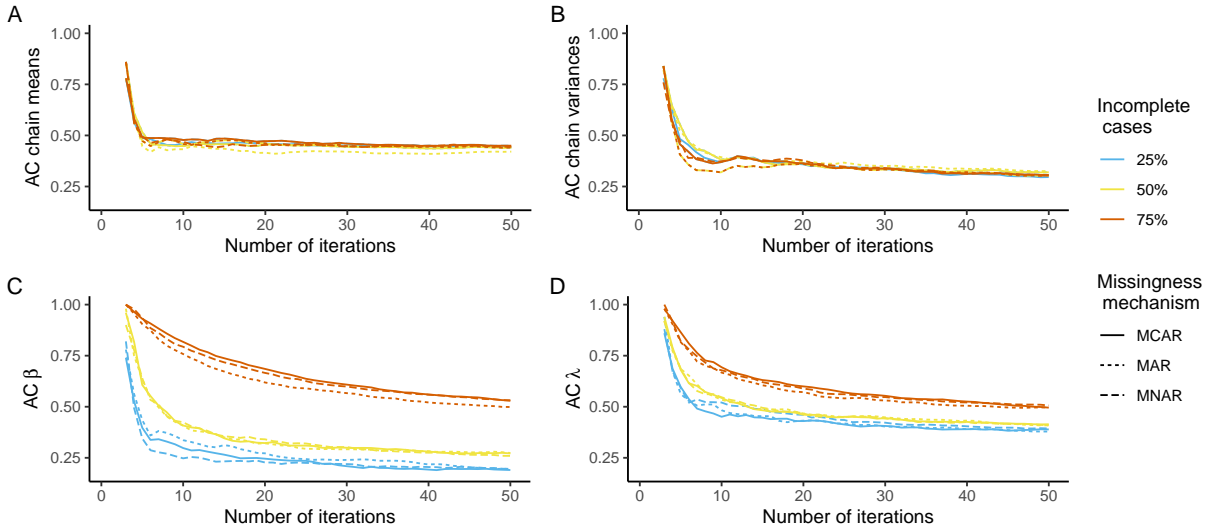 A
AC chain means
1.00
0.75
0.50
0.25
0
10
20
30
40
50
Number of iterations
B
AC chain variances
1.00
0.75
0.50
0.25
0
10
20
30
40
50
Number of iterations
Incomplete
cases
25%
50%
75%
C
AC β
1.00
0.75
0.50
0.25
0
10
20
30
40
50
Number of iterations
D
AC λ
1.00
0.75
0.50
0.25
0
10
20
30
40
50
Number of iterations
Missingness
mechanism
MCAR
MAR
MNAR